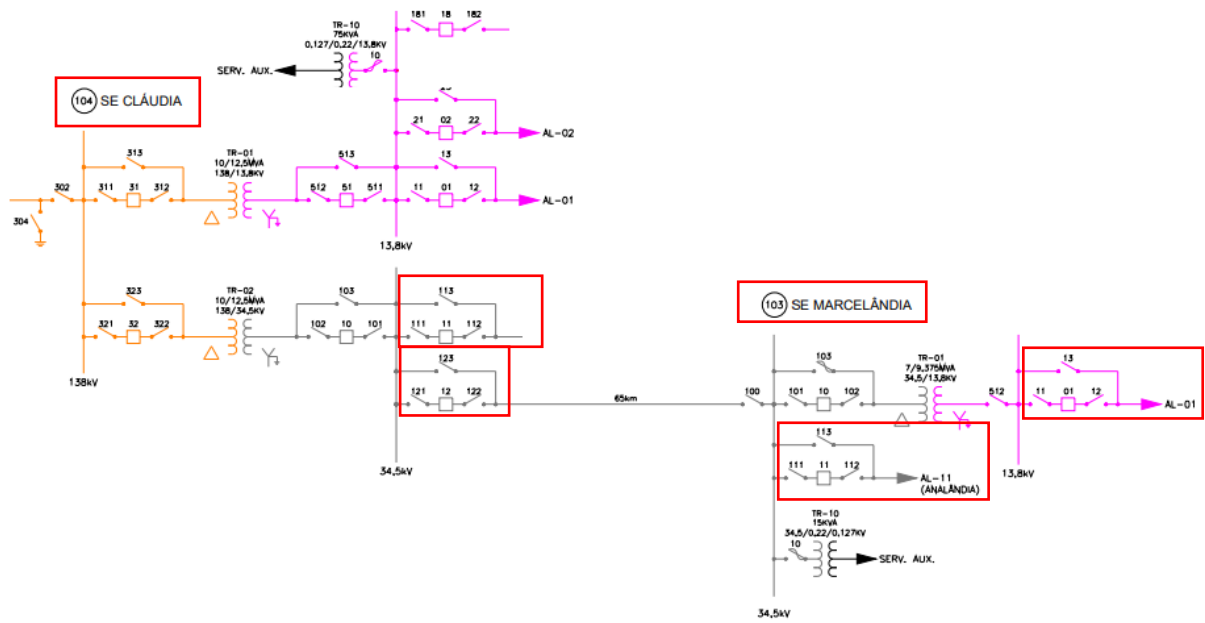 181 18 182
TR-10
75KVA
0,127/0,22/13,8KV
10
SERV. AUX.
104 SE CLÁUDIA
21 02 22
AL-02
313
TR-01
10/12,5MVA
138/13,8KV
513
13
302
311 31 312
512 51 511
11 01 12
AL-01
304
13,8kV
323
TR-02
10/12,5MVA
138/34,5KV
103
113
321 32 322
102 10 101
111 11 112
138kV
123
121 12 122
34,5kV
65km
103 SE MARCELÂNDIA
100
103
101 10 102
TR-01
7/9,375MVA
34,5/13,8KV
512
13
11 01 12
AL-01
13,8kV
113
111 11 112
AL-11
(ANALÂNDIA)
TR-10
15KVA
34,5/0,22/0,127KV
10
SERV. AUX.
34,5kV